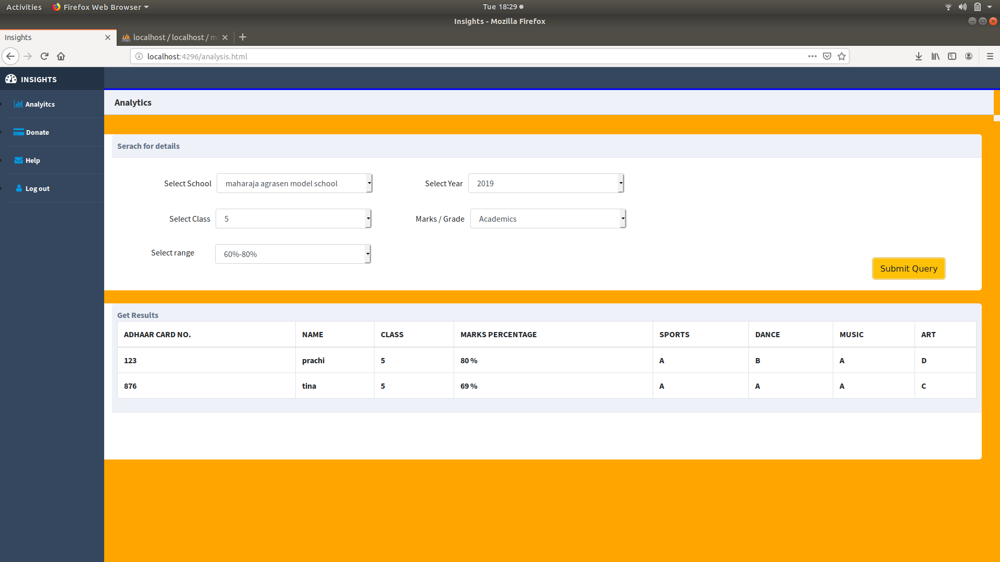 Activities Firefox Web Browser Tue 18:29
Insights - Mozilla Firefox
Insights localhost / localhost / m
localhost:4296/analysis.html
INSIGHTS
Analyitcs
Donate
Help
Log out
Analytics
Serach for details
Select School maharaja agrasen model school Select Year 2019
Select Class 5 Marks / Grade Academics
Select range 60%-80%
Submit Query
Get Results
ADHAAR CARD NO. NAME CLASS MARKS PERCENTAGE SPORTS DANCE MUSIC ART
123 prachi 5 80 % A B A D
876 tina 5 69 % A A A C